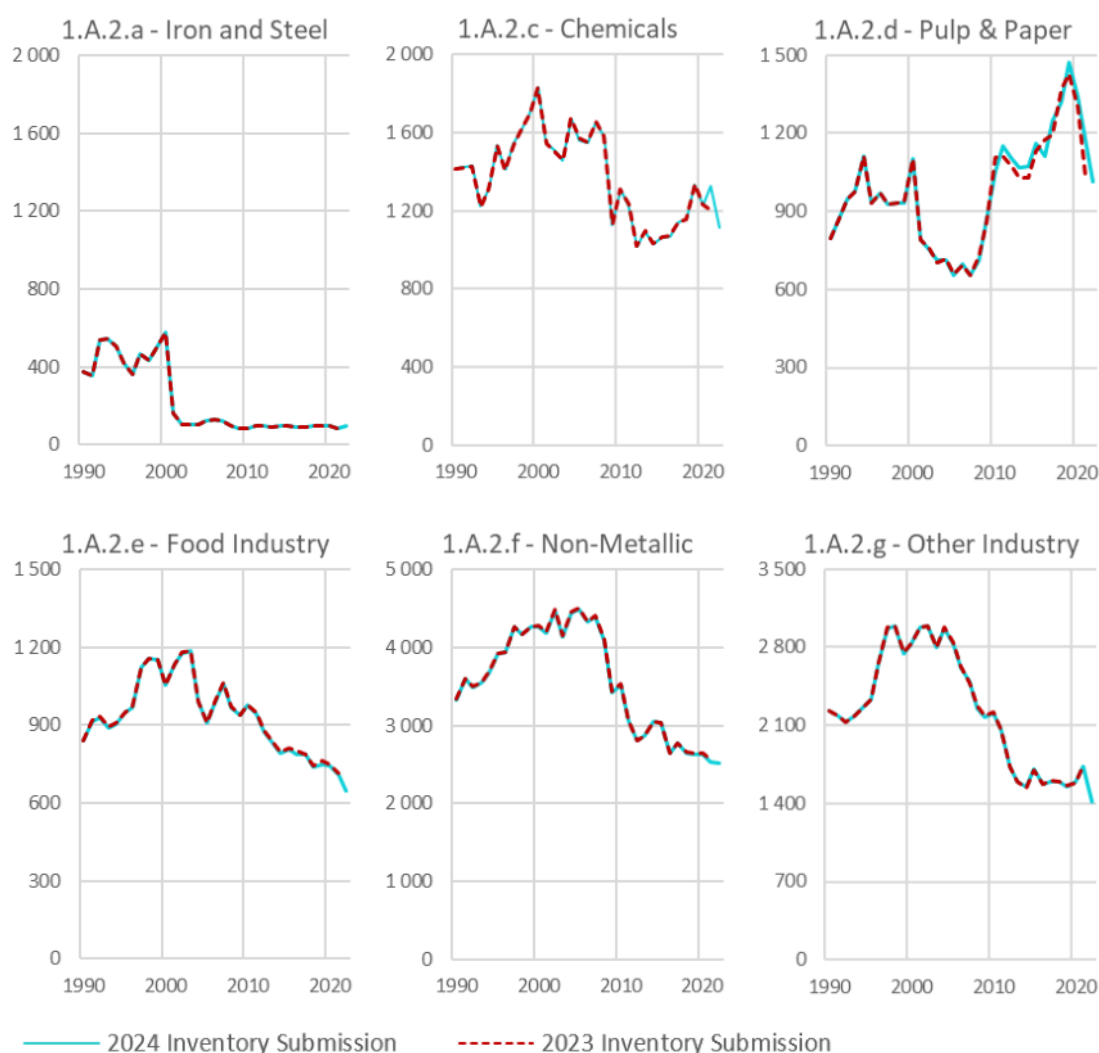 1.A.2.a - Iron and Steel
2 000
1 600
1 200
800
400
0
1990 2000 2010 2020
1.A.2.c - Chemicals
2 000
1 600
1 200
800
400
0
1990 2000 2010 2020
1.A.2.d - Pulp & Paper
1 500
1 200
900
600
300
0
1990 2000 2010 2020
1.A.2.e - Food Industry
1 500
1 200
900
600
300
0
1990 2000 2010 2020
1.A.2.f - Non-Metallic
5 000
4 000
3 000
2 000
1 000
0
1990 2000 2010 2020
1.A.2.g - Other Industry
3 500
2 800
2 100
1 400
700
0
1990 2000 2010 2020
2024 Inventory Submission
2023 Inventory Submission